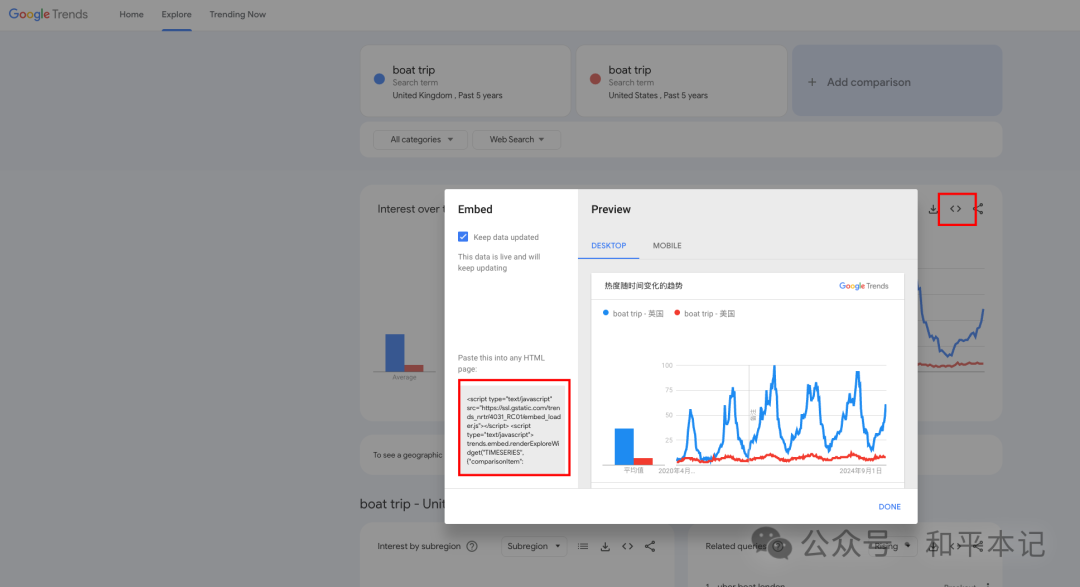 Google Trends
Home
Explore
Trending Now
boat trip
Search term
United Kingdom , Past 5 years
boat trip
Search term
United States , Past 5 years
+ Add comparison
All categories
Web Search
Interest over
Average
To see a geographic
boat trip - Unit
Interest by subregion
Subregion
Related queries
Rising
Embed
Keep data updated
This data is live and will
keep updating
Paste this into any HTML
page:
<script type="text/javascript"
src="https://ssl.gstatic.com/tren
ds_nrtr/4031_RC01/embed_load
er.js"></script> <script
type="text/javascript">
trends.embed.renderExploreWi
dget("TIMESERIES",
{"comparisonItem":
Preview
DESKTOP
MOBILE
热度随时间变化的趋势
Google Trends
boat trip - 英国
boat trip - 美国
100
75
50
25
平均值
2020年4月…
2024年9月1日
DONE
公众号 · 和平本记
uber boat london